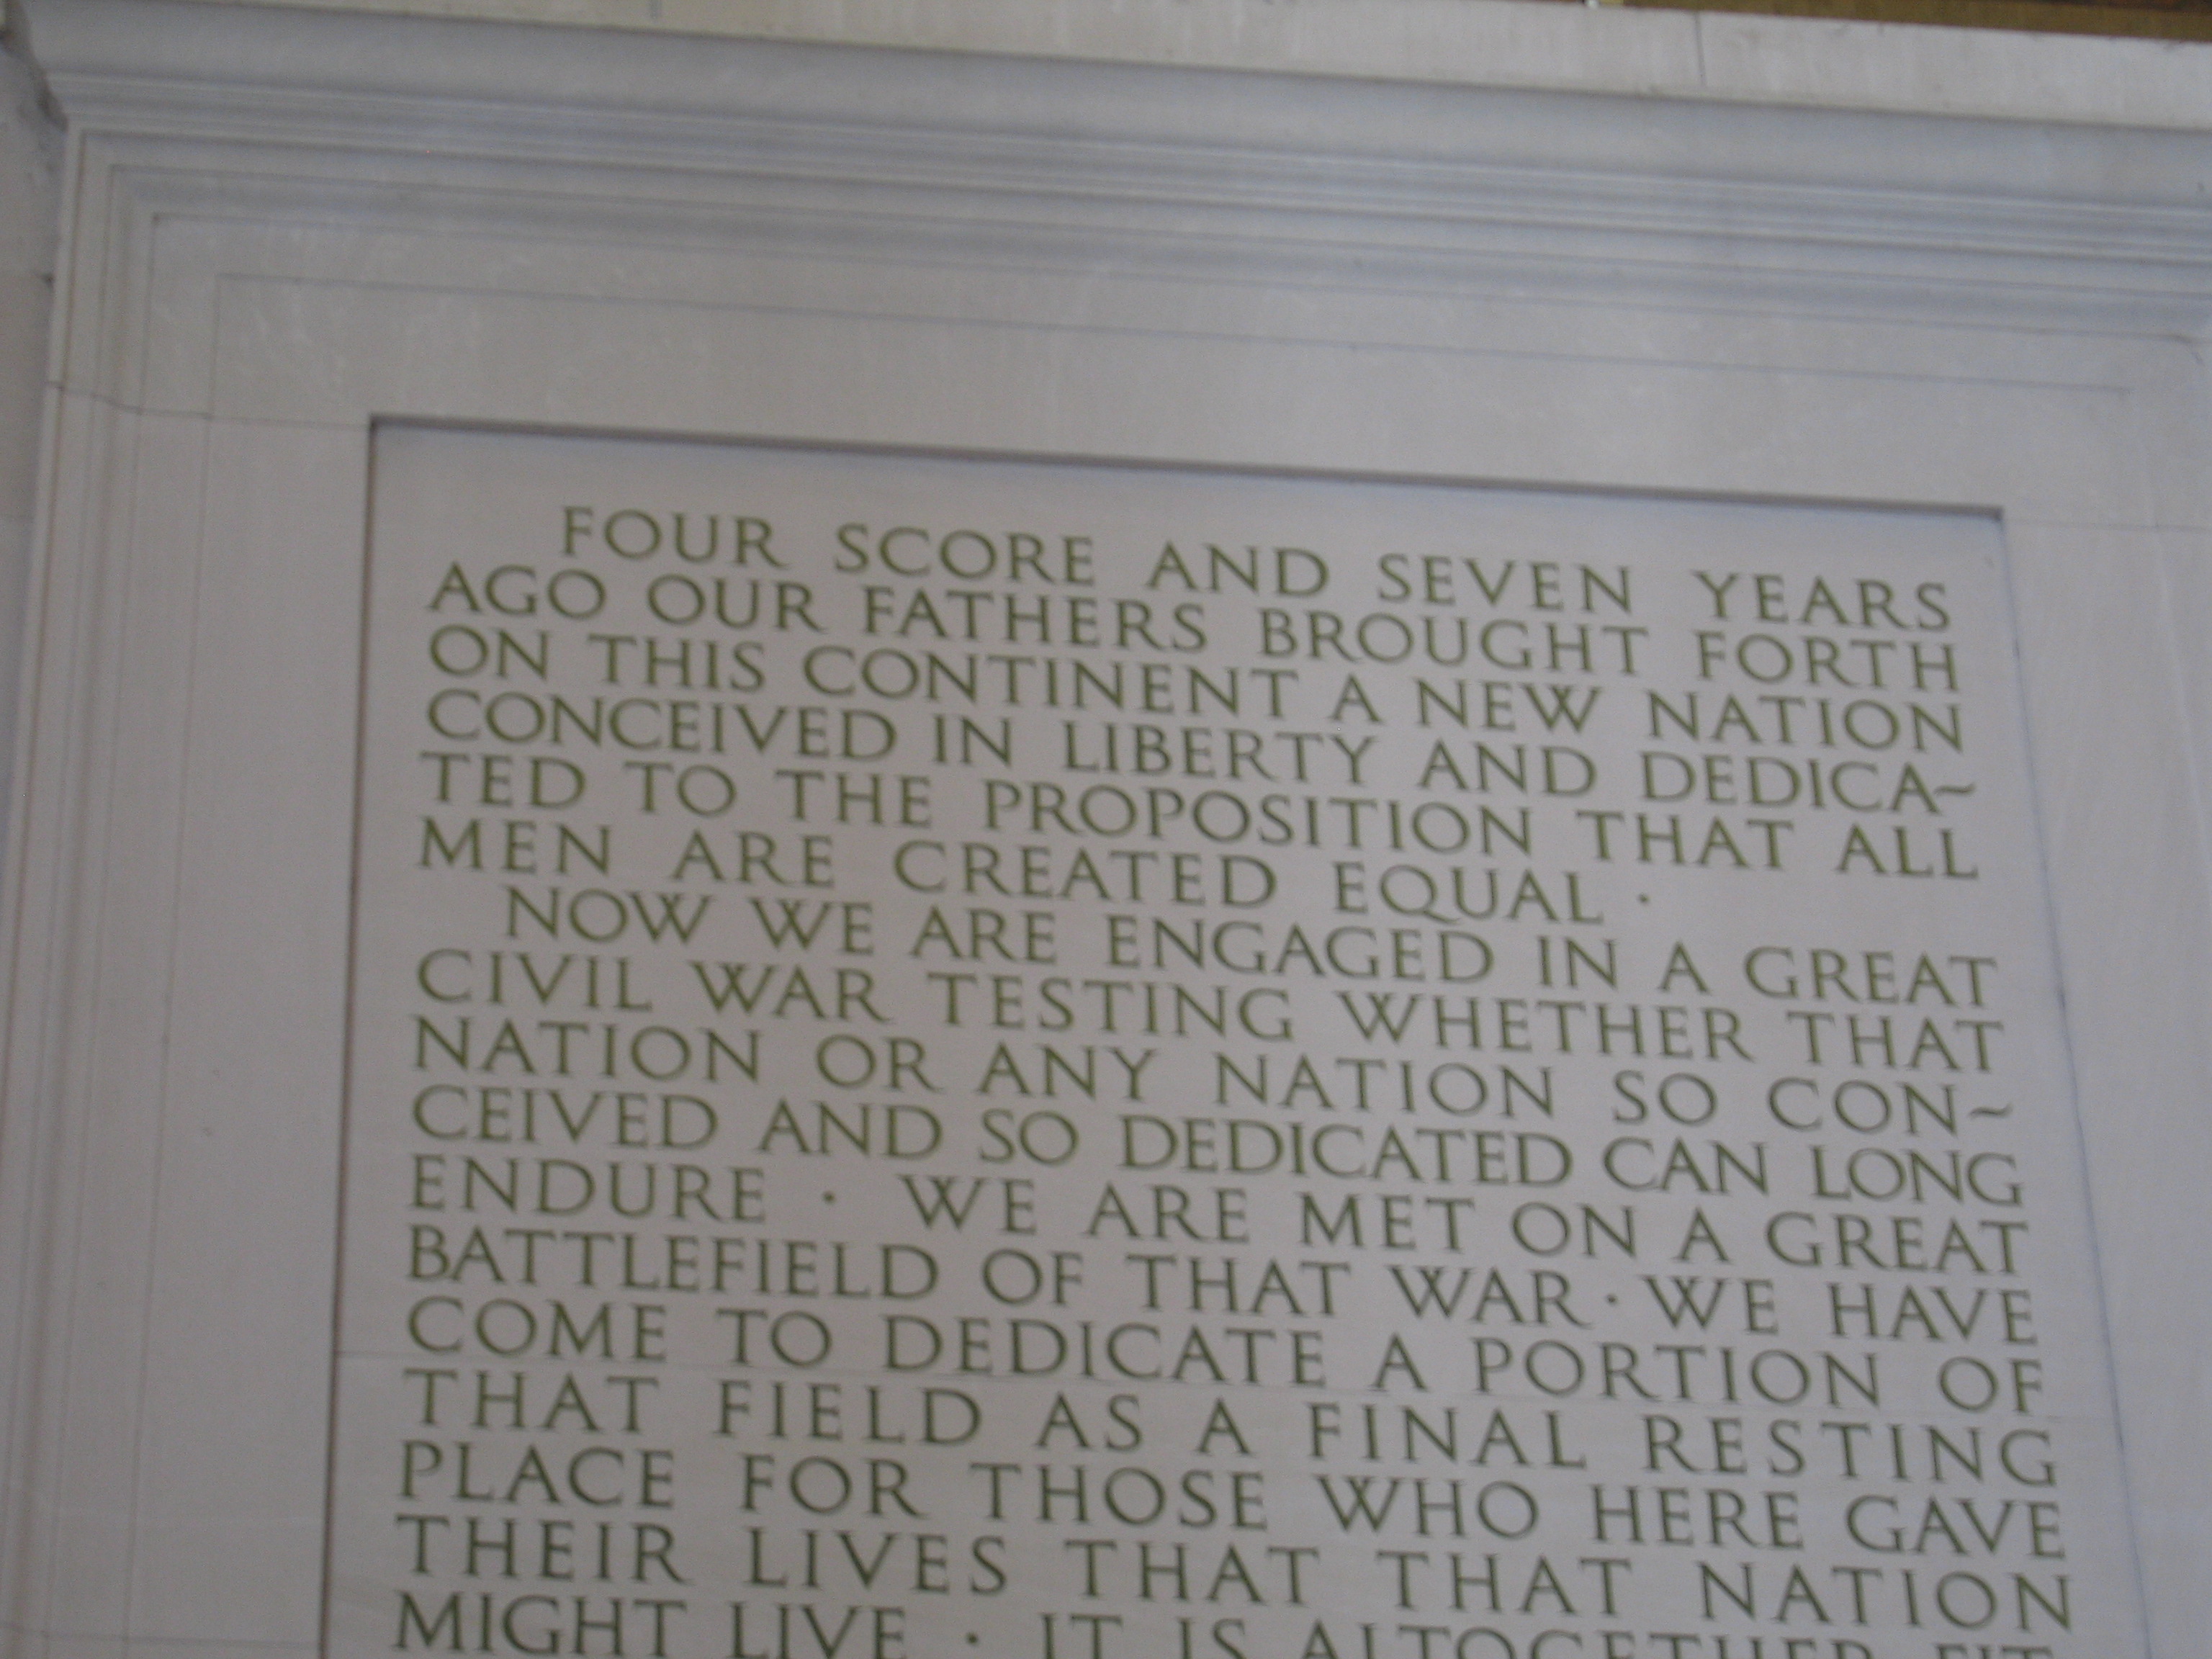 FOUR SCORE AND SEVEN YEARS
AGO OUR FATHERS BROUGHT FORTH
ON THIS CONTINENT A NEW NATION
CONCEIVED IN LIBERTY AND DEDICA~
TED TO THE PROPOSITION THAT ALL
MEN ARE CREATED EQUAL ·
NOW WE ARE ENGAGED IN A GREAT
CIVIL WAR TESTING WHETHER THAT
NATION OR ANY NATION SO CON~
CEIVED AND SO DEDICATED CAN LONG
ENDURE · WE ARE MET ON A GREAT
BATTLEFIELD OF THAT WAR · WE HAVE
COME TO DEDICATE A PORTION OF
THAT FIELD AS A FINAL RESTING
PLACE FOR THOSE WHO HERE GAVE
THEIR LIVES THAT THAT NATION
MIGHT LIVE · IT IS ALTOGETHER FIT